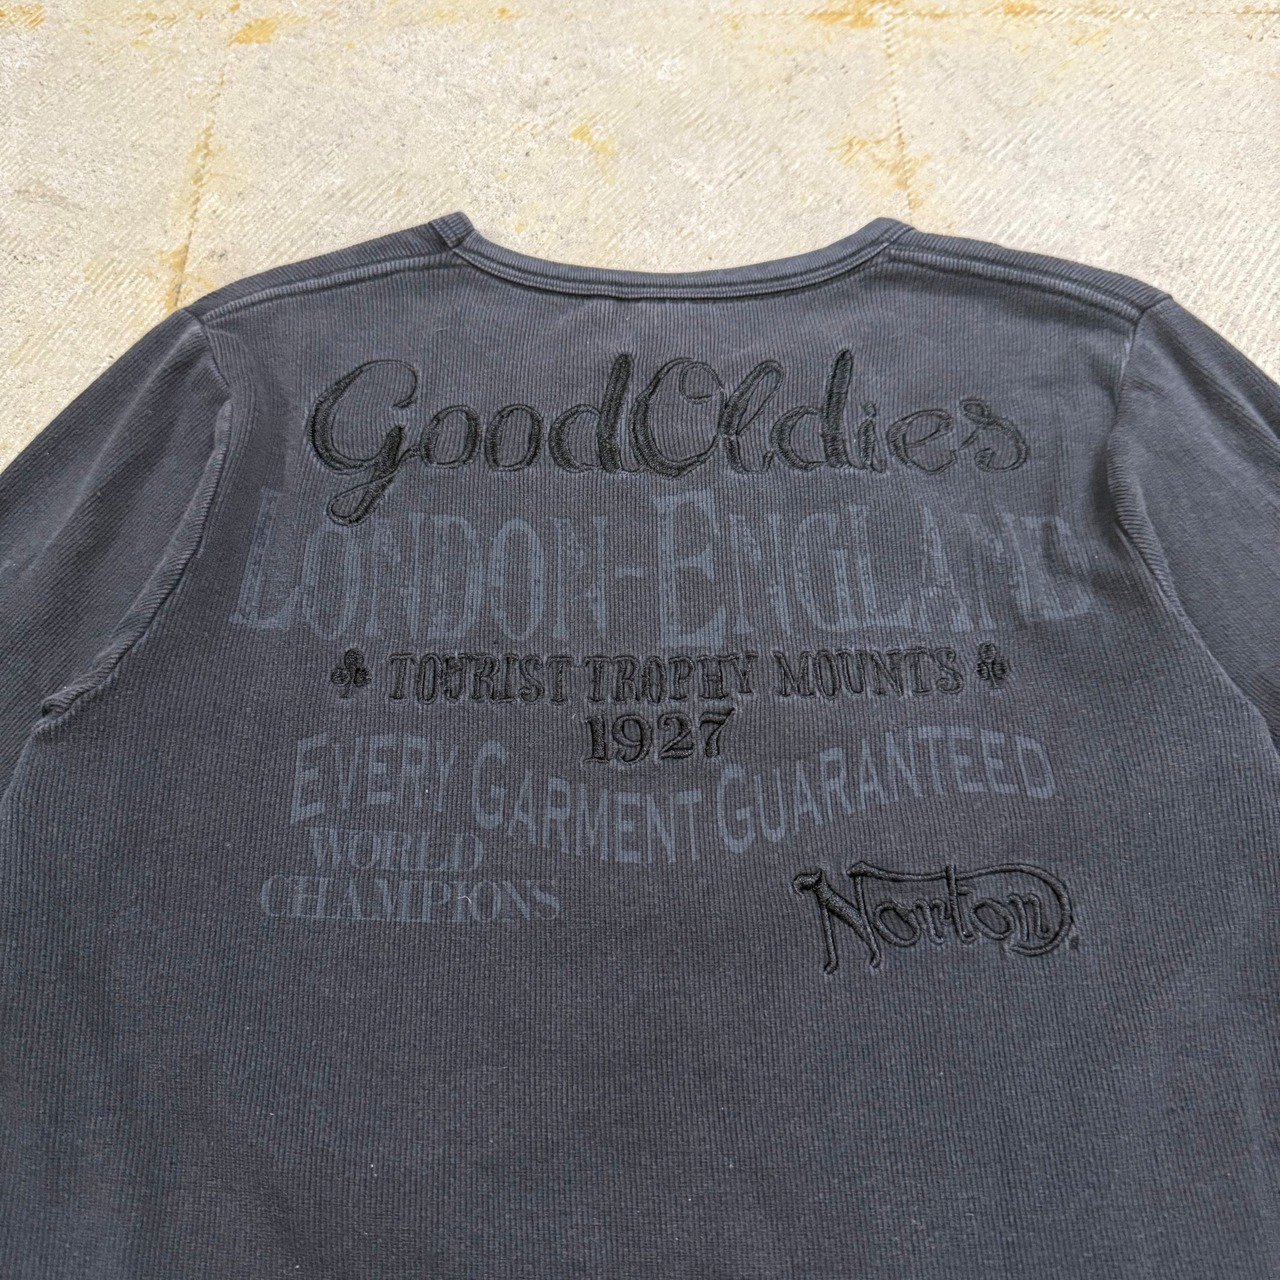 GoodOldies
LONDON-ENGLAND
TOURIST TROPHY MOUNTS
1927
EVERY GARMENT GUARANTEED
WORLD
CHAMPIONS
Norton